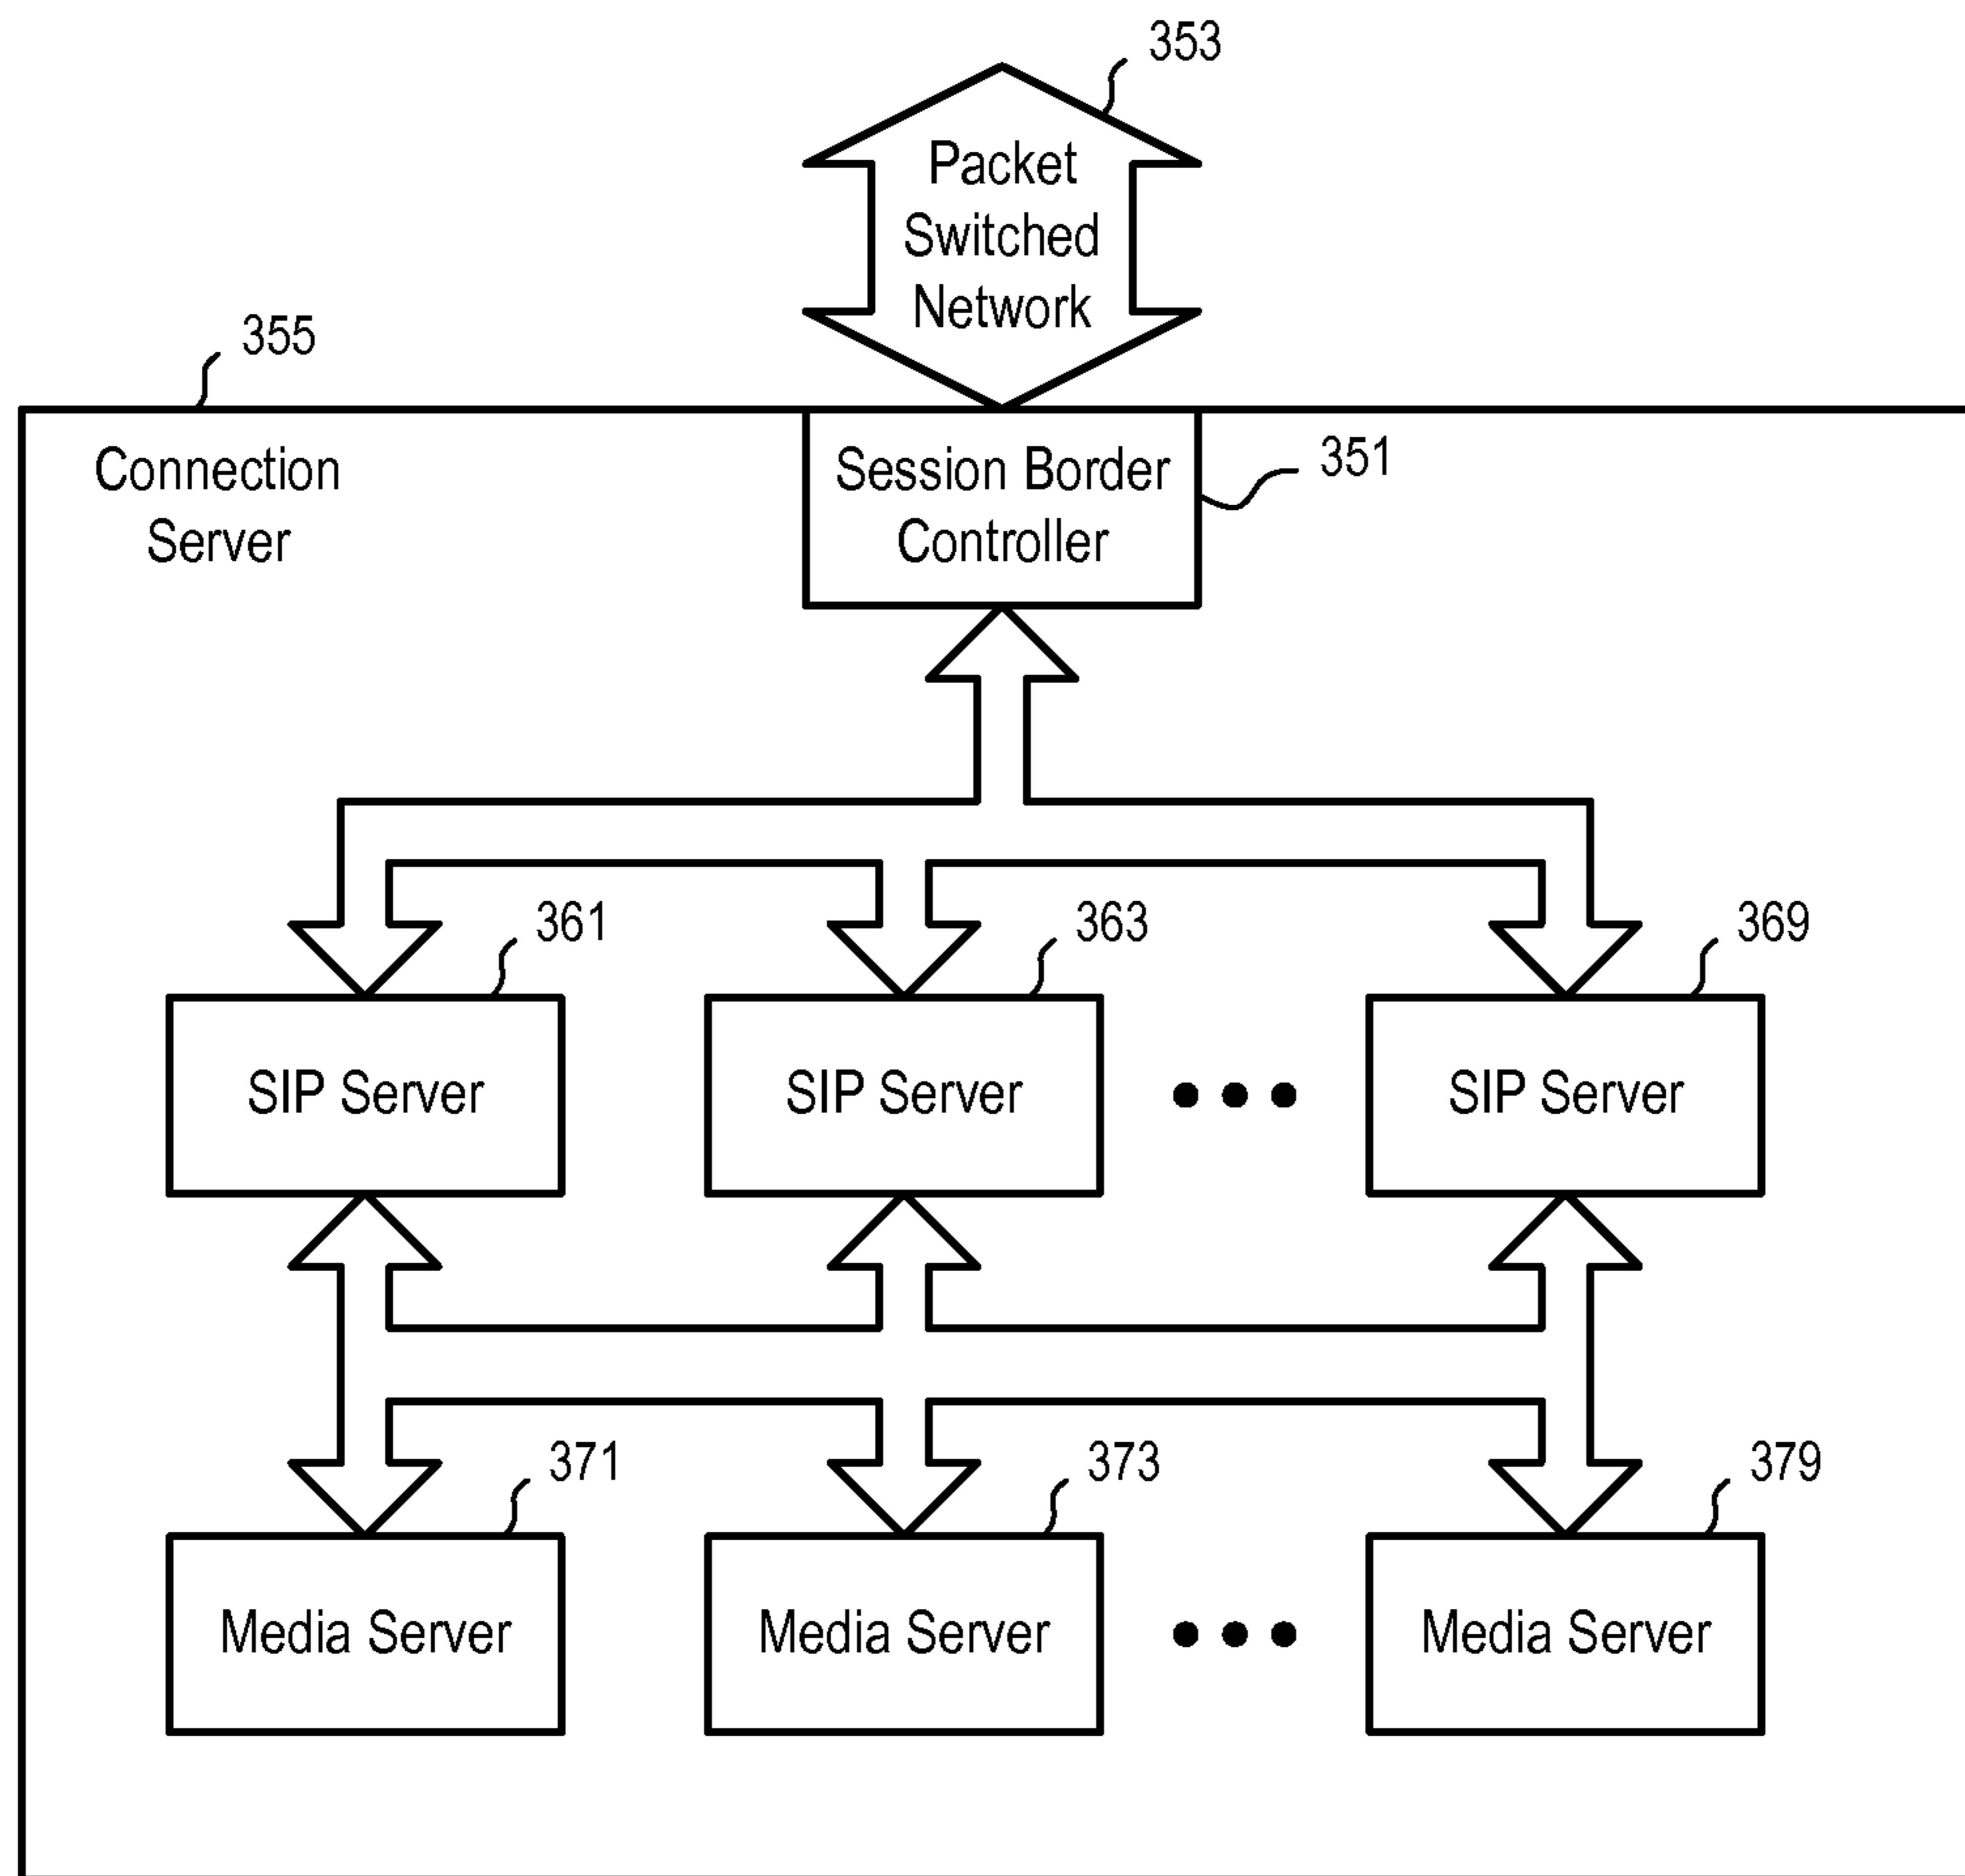 353
Packet
Switched
Network
355
Connection
Server
Session Border
Controller
351
361
363
369
SIP Server
SIP Server
SIP Server
371
373
379
Media Server
Media Server
Media Server